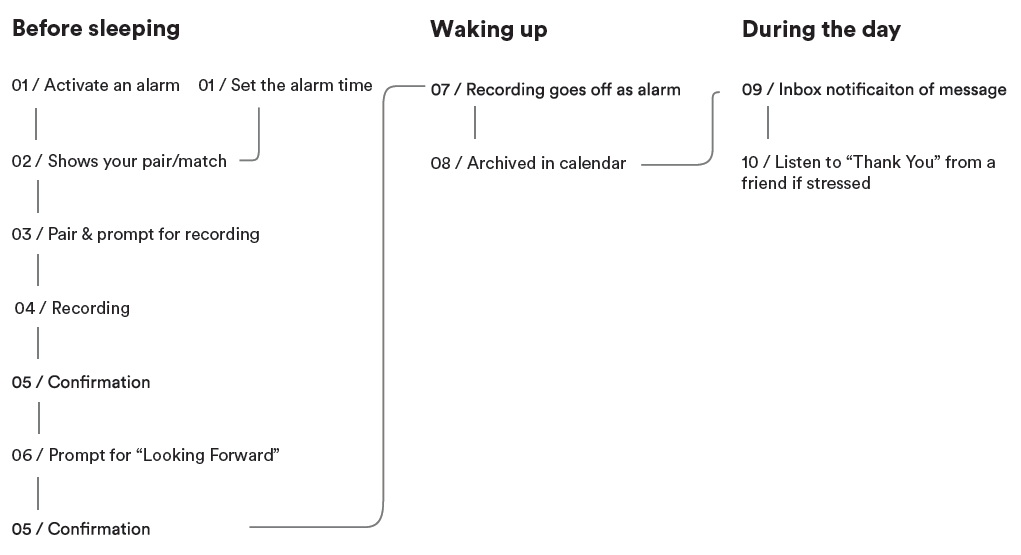 Before sleeping
01 / Activate an alarm
01 / Set the alarm time
02 / Shows your pair/match
03 / Pair & prompt for recording
04 / Recording
05 / Confirmation
06 / Prompt for “Looking Forward”
05 / Confirmation
Waking up
07 / Recording goes off as alarm
08 / Archived in calendar
During the day
09 / Inbox notificaiton of message
10 / Listen to “Thank You” from a
friend if stressed